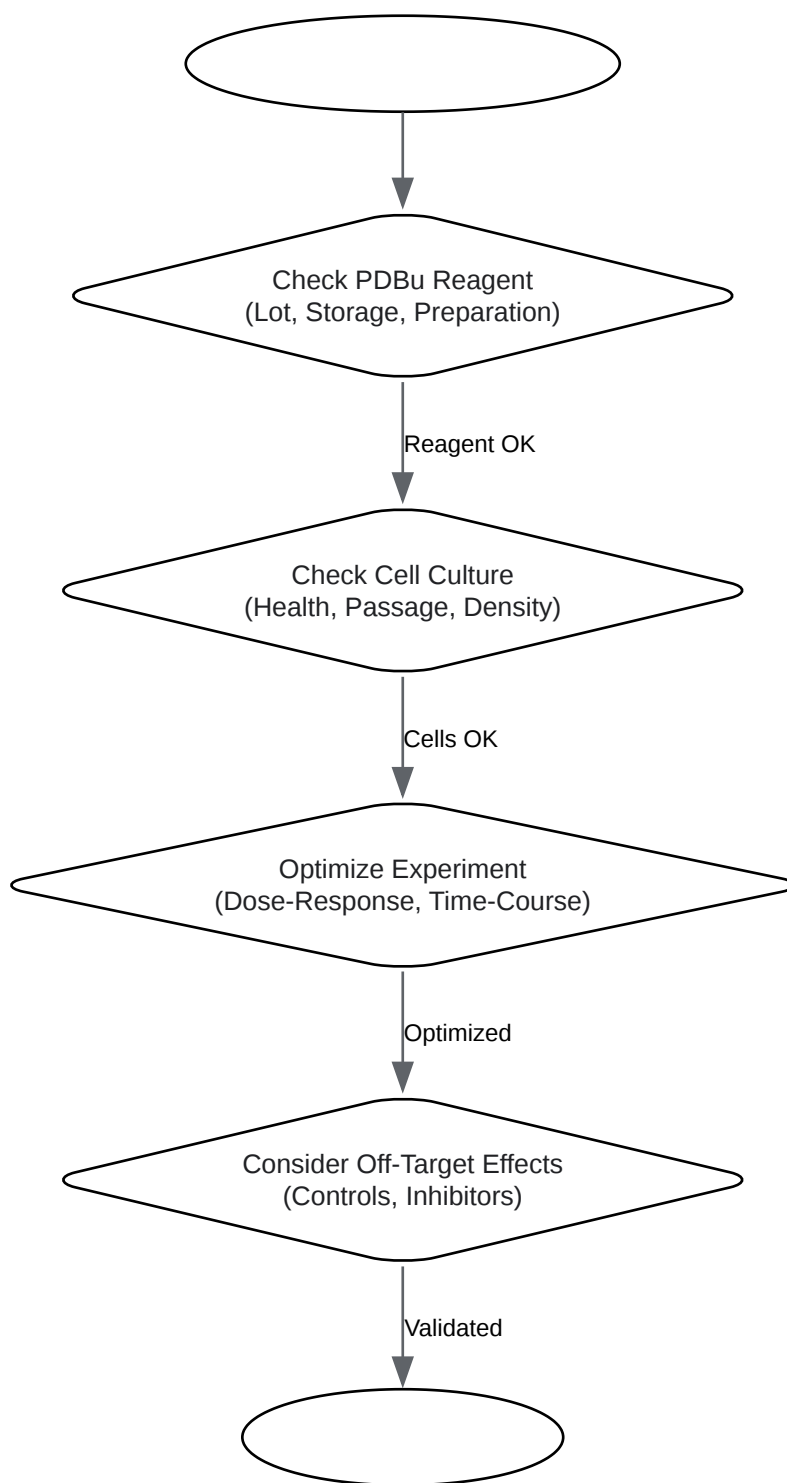 Check PDBu Reagent
(Lot, Storage, Preparation)
Reagent OK
Check Cell Culture
(Health, Passage, Density)
Cells OK
Optimize Experiment
(Dose-Response, Time-Course)
Optimized
Consider Off-Target Effects
(Controls, Inhibitors)
Validated